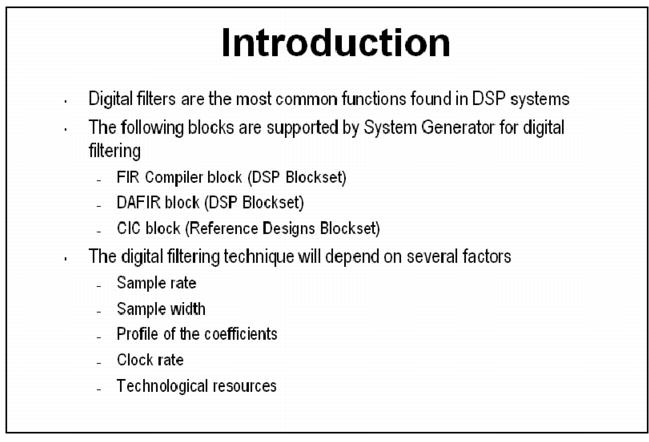 Introduction
· Digital filters are the most common functions found in DSP systems
· The following blocks are supported by System Generator for digital
filtering
- FIR Compiler block (DSP Blockset)
- DAFIR block (DSP Blockset)
- CIC block (Reference Designs Blockset)
· The digital filtering technique will depend on several factors
- Sample rate
- Sample width
- Profile of the coefficients
- Clock rate
- Technological resources